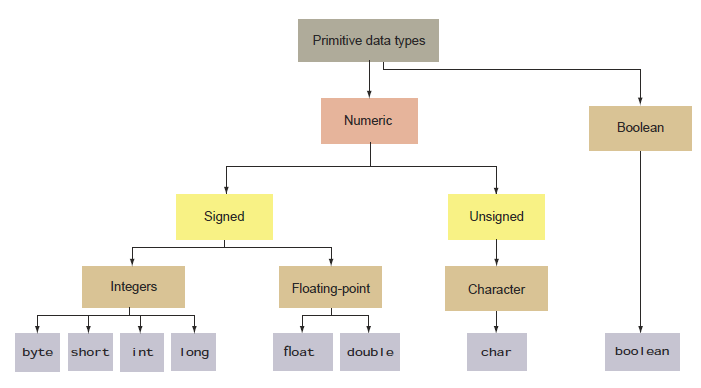 Primitive data types
Numeric
Boolean
Signed
Unsigned
Integers
Floating-point
Character
byte
short
int
long
float
double
char
boolean